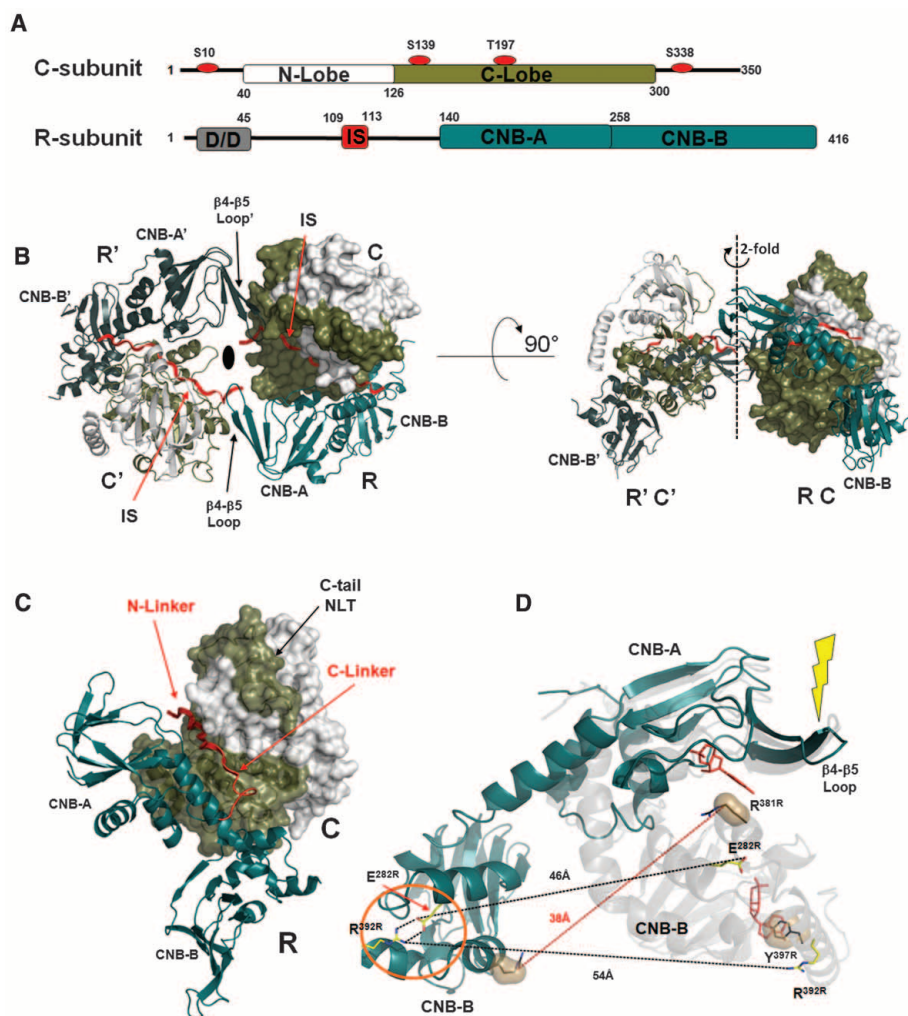 A
C-subunit
1
S10
N-Lobe
S139
T197
C-Lobe
S338
350
40
126
300
R-subunit
1
D/D
45
109
IS
113
140
CNB-A
258
CNB-B
416
B
R'
CNB-A'
β4-β5
Loop'
IS
C
CNB-B'
CNB-B
C'
IS
β4-β5
Loop
CNB-A
R
90°
2-fold
CNB-B'
R' C'
R C
CNB-B
C
N-Linker
C-tail
NLT
C-Linker
CNB-A
C
R
CNB-B
D
CNB-A
β4-β5
Loop
R381R
E282R
E282R
46Å
R392R
38Å
CNB-B
Y397R
54Å
R392R
CNB-B